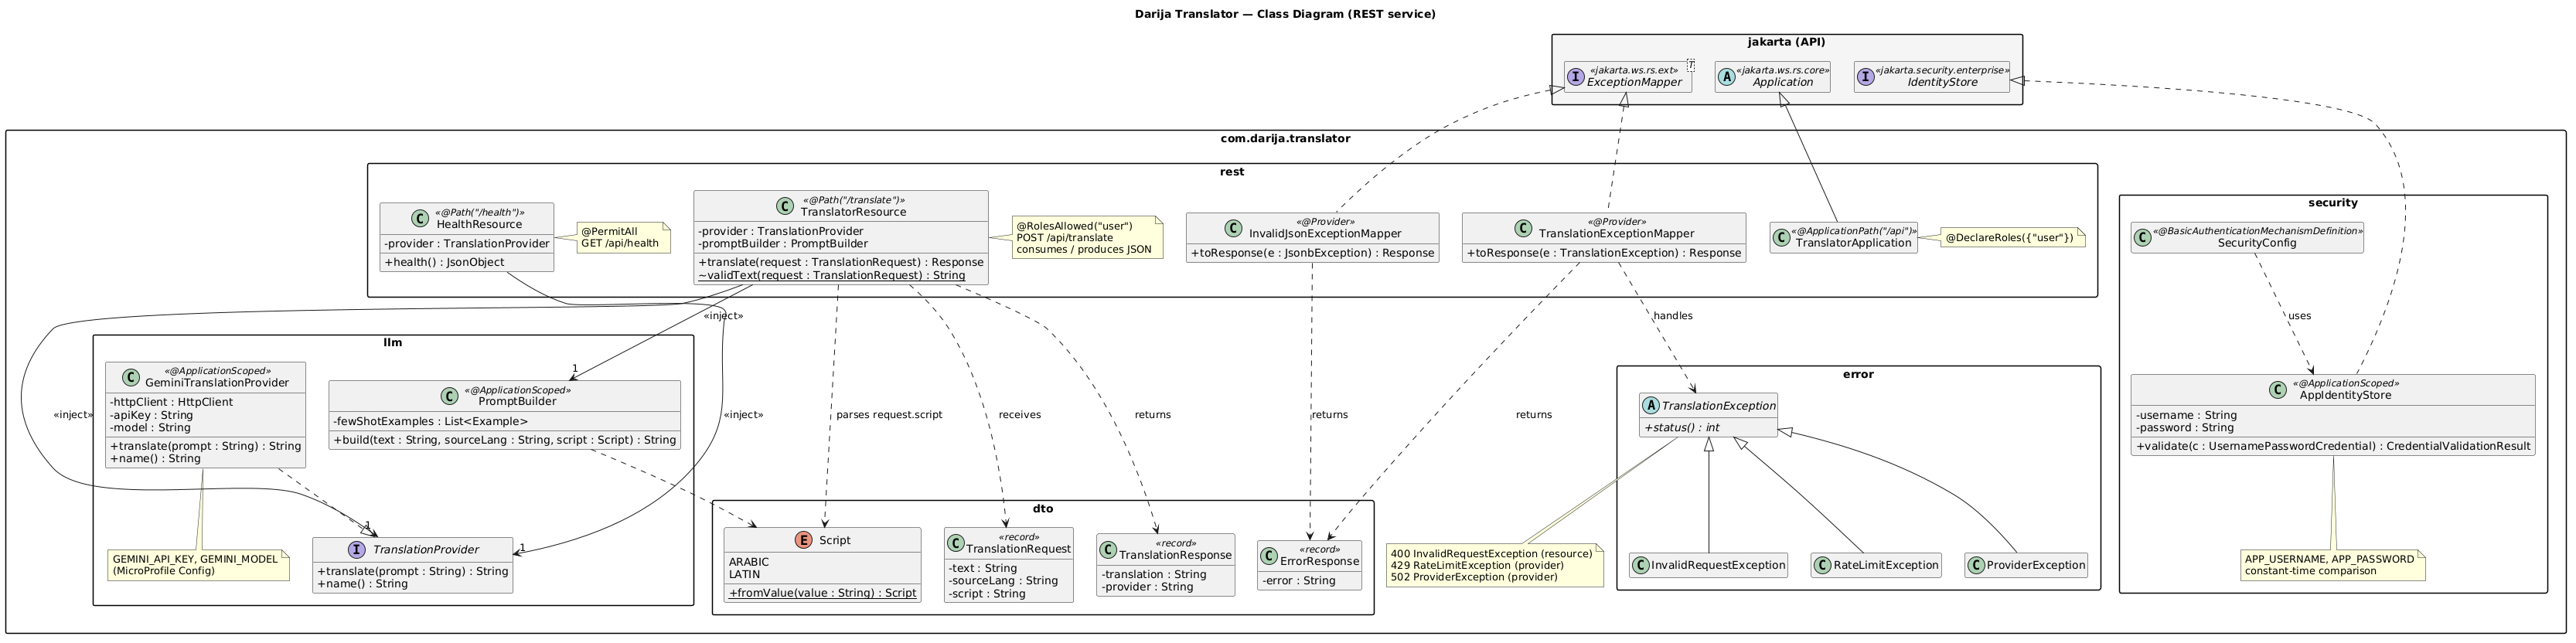 Darija Translator — Class Diagram (REST service)
jakarta (API)
I
«jakarta.ws.rs.ext»
ExceptionMapper
T
A
«jakarta.ws.rs.core»
Application
I
«jakarta.security.enterprise»
IdentityStore
com.darija.translator
rest
C
«@Path("/health")»
HealthResource
-provider : TranslationProvider
+health() : JsonObject
@PermitAll
GET /api/health
C
«@Path("/translate")»
TranslatorResource
-provider : TranslationProvider
-promptBuilder : PromptBuilder
+translate(request : TranslationRequest) : Response
~validText(request : TranslationRequest) : String
@RolesAllowed("user")
POST /api/translate
consumes / produces JSON
C
«@Provider»
InvalidJsonExceptionMapper
+toResponse(e : JsonbException) : Response
C
«@Provider»
TranslationExceptionMapper
+toResponse(e : TranslationException) : Response
C
«@ApplicationPath("/api")»
TranslatorApplication
@DeclareRoles({"user"})
security
C
«@BasicAuthenticationMechanismDefinition»
SecurityConfig
uses
C
«@ApplicationScoped»
AppIdentityStore
-username : String
-password : String
+validate(c : UsernamePasswordCredential) : CredentialValidationResult
APP_USERNAME, APP_PASSWORD
constant-time comparison
«inject»
1
«inject»
1
«inject»
1
parses request.script
receives
returns
returns
returns
handles
llm
C
«@ApplicationScoped»
GeminiTranslationProvider
-httpClient : HttpClient
-apiKey : String
-model : String
+translate(prompt : String) : String
+name() : String
C
«@ApplicationScoped»
PromptBuilder
-fewShotExamples : List<Example>
+build(text : String, sourceLang : String, script : Script) : String
GEMINI_API_KEY, GEMINI_MODEL
(MicroProfile Config)
I
TranslationProvider
+translate(prompt : String) : String
+name() : String
dto
E
Script
ARABIC
LATIN
+fromValue(value : String) : Script
C
«record»
TranslationRequest
-text : String
-sourceLang : String
-script : String
C
«record»
TranslationResponse
-translation : String
-provider : String
C
«record»
ErrorResponse
-error : String
400 InvalidRequestException (resource)
429 RateLimitException (provider)
502 ProviderException (provider)
error
A
TranslationException
+status() : int
C
InvalidRequestException
C
RateLimitException
C
ProviderException